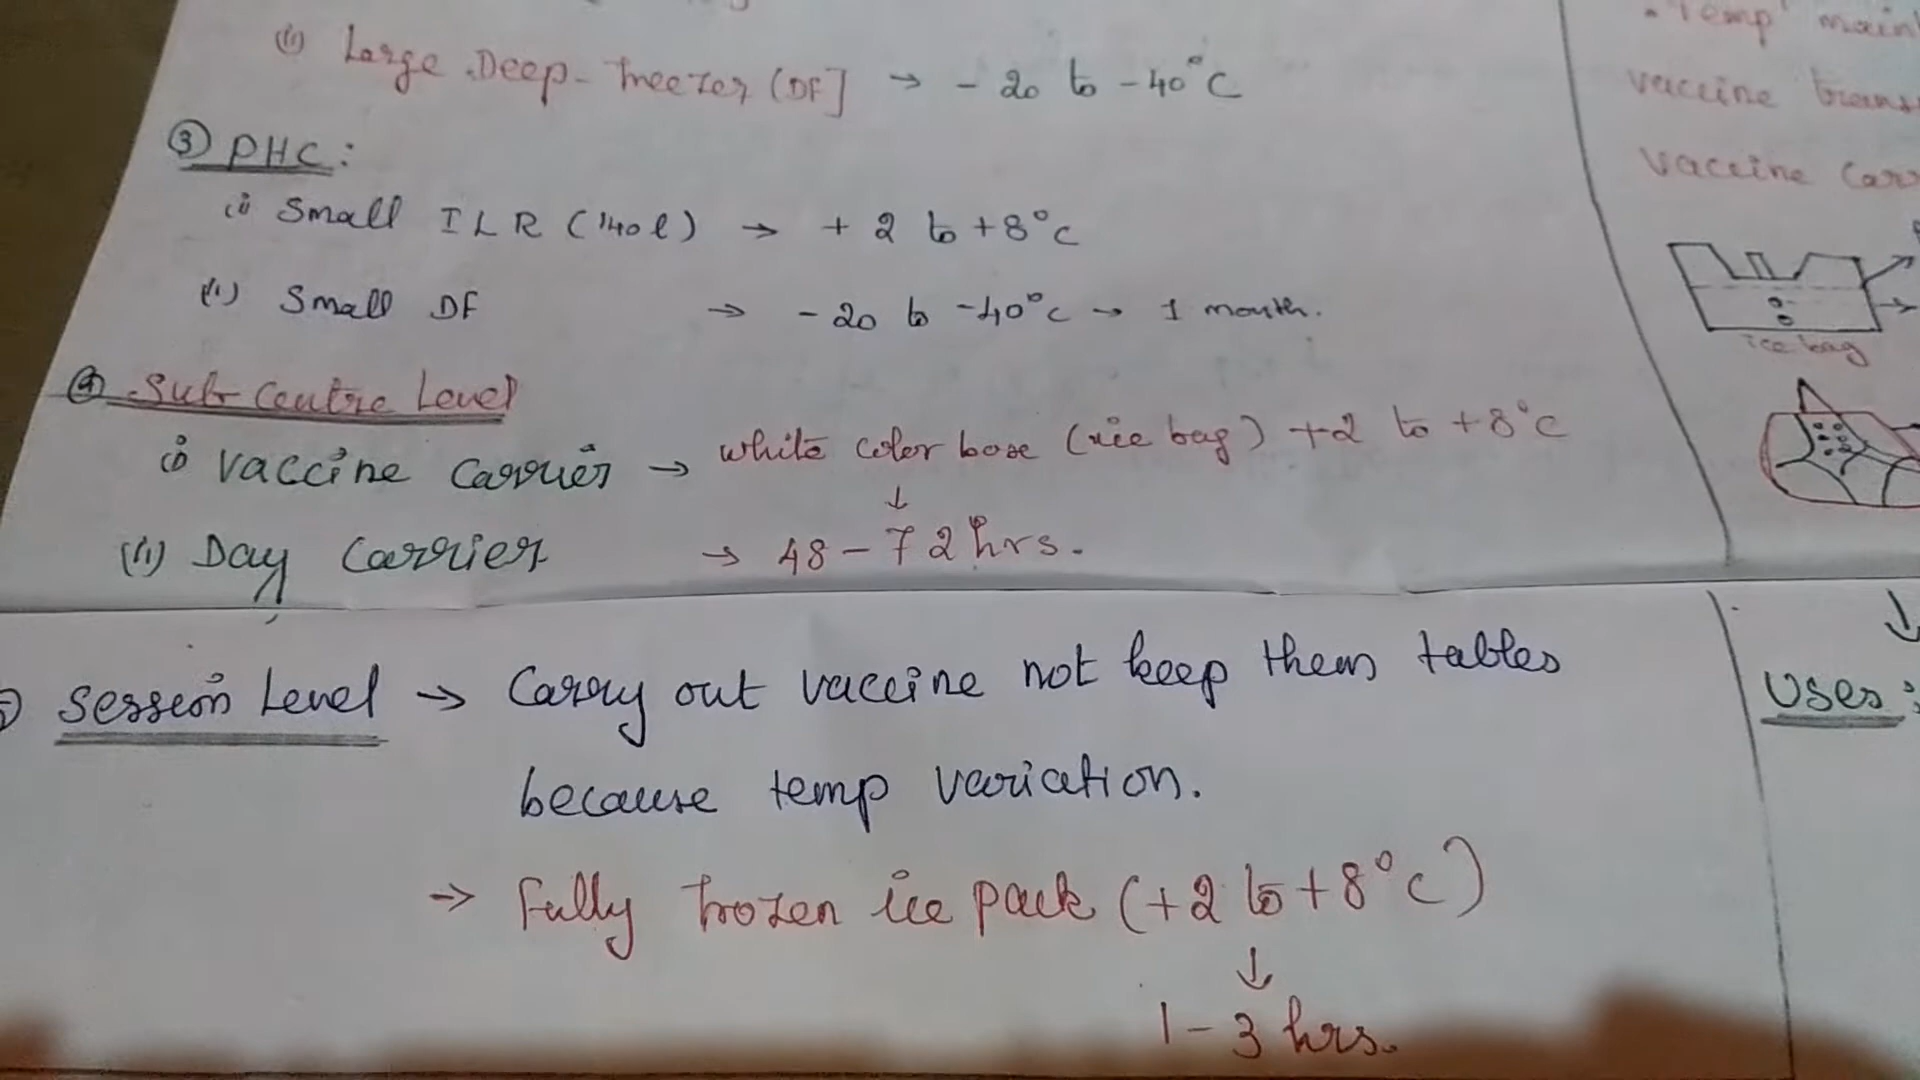 (ii) Large Deep-freezer (DF] → - 20 to -40°C
③ PHC:
(i) Small ILR (140l) → + 2 to +8°C
(ii) Small DF → - 20 to -40°C → 1 month.
④ Sub-Centre Level
(i) Vaccine Carrier → white color box (ice bag) +2 to +8°C
↓
(ii) Day Carrier → 48 - 72 hrs.
Session Level → Carry out vaccine not keep them tables
because temp variation.
→ Fully frozen ice pack (+2 to +8°C)
↓
1 - 3 hrs.
Temp
vaccine
vaccine
ice bag
↓
Uses: